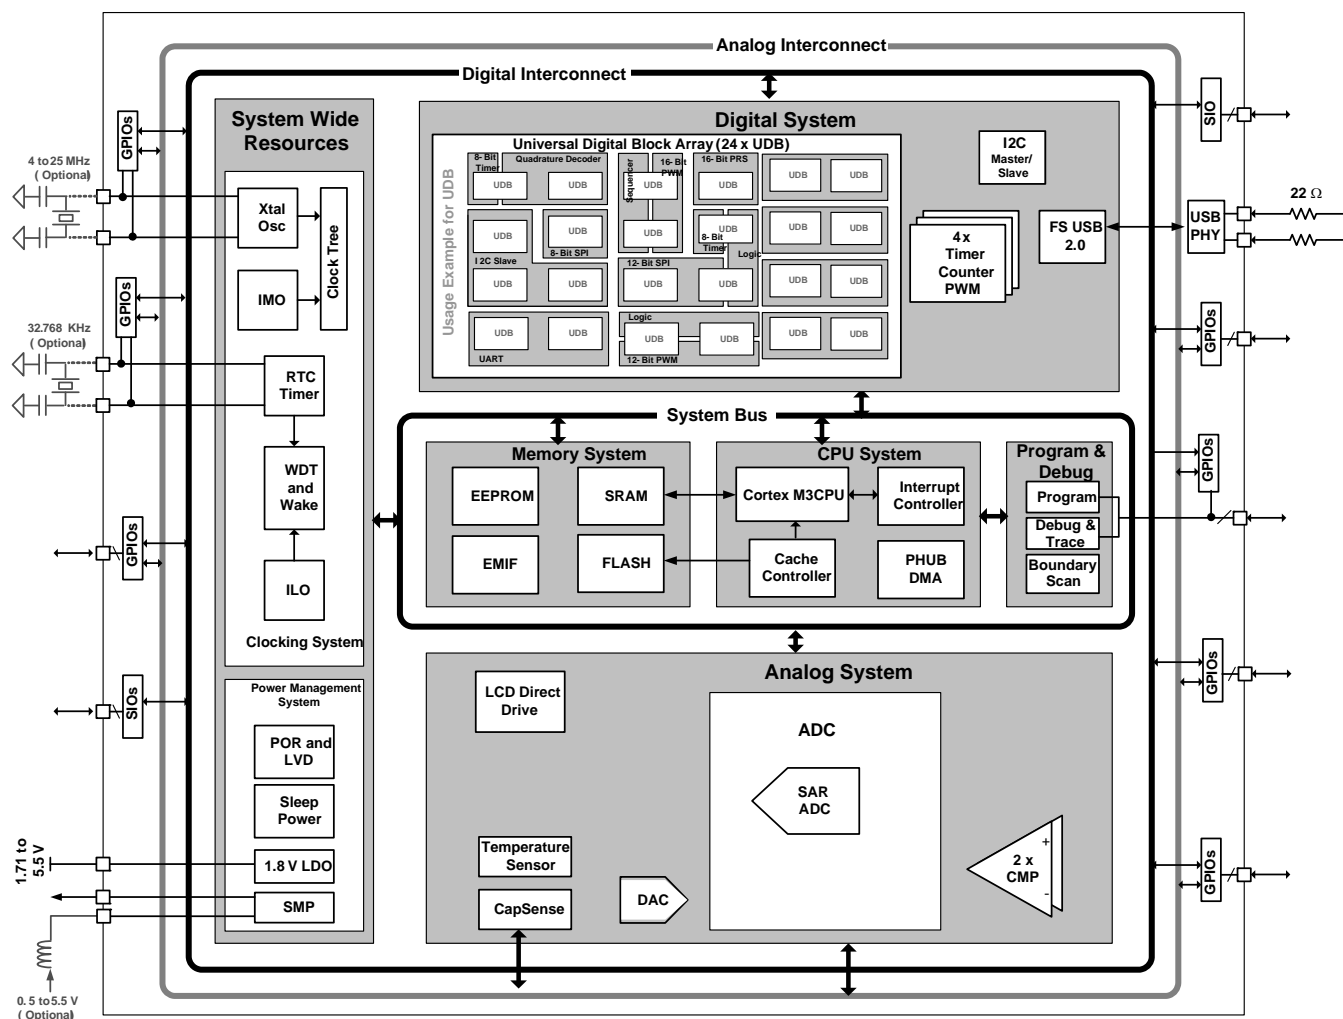 Analog Interconnect
Digital Interconnect
System Wide
Resources
4 to 25 MHz
( Optional)
GPIOs
Xtal
Osc
IMO
Clock Tree
32.768 KHz
( Optional)
GPIOs
RTC
Timer
WDT
and
Wake
ILO
Clocking System
GPIOs
SIOs
Power Management
System
POR and
LVD
Sleep
Power
1.8 V LDO
SMP
1.71 to
5.5 V
0. 5 to 5.5 V
( Optional)
Digital System
Universal Digital Block Array (24 x UDB)
Usage Example for UDB
8- Bit
Timer
Quadrature Decoder
Sequencer
16- Bit
PWM
16- Bit PRS
UDB
UDB
UDB
UDB
UDB
UDB
UDB
UDB
UDB
UDB
8- Bit
Timer
Logic
UDB
UDB
I2C Slave
8- Bit SPI
12- Bit SPI
UDB
UDB
UDB
UDB
UDB
UDB
Logic
UDB
UDB
UDB
UDB
UDB
UDB
UART
12- Bit PWM
I2C
Master/
Slave
4 x
Timer
Counter
PWM
FS USB
2.0
SIO
USB
PHY
22 Ω
GPIOs
System Bus
Memory System
EEPROM
SRAM
EMIF
FLASH
CPU System
Cortex M3CPU
Interrupt
Controller
Cache
Controller
PHUB
DMA
Program &
Debug
Program
Debug &
Trace
Boundary
Scan
GPIOs
Analog System
LCD Direct
Drive
ADC
SAR
ADC
Temperature
Sensor
CapSense
DAC
2 x
CMP
+
-
GPIOs
GPIOs